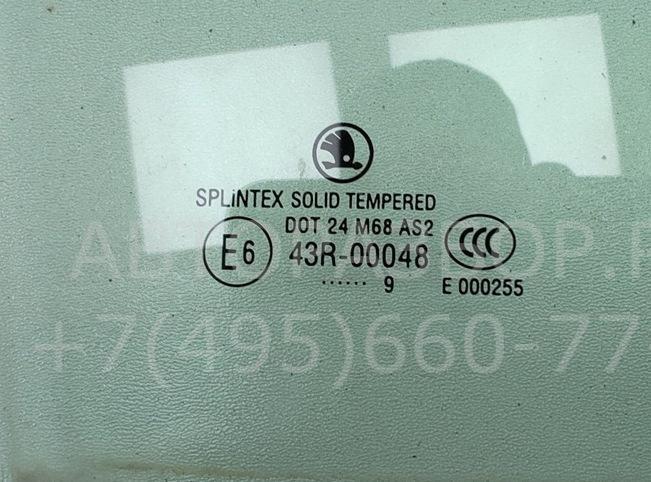 SPLiNTEX SOLID TEMPERED
DOT 24 M68 AS2
E6 43R-00048 CCC
...... 9 E 000255
+7(495)660-77